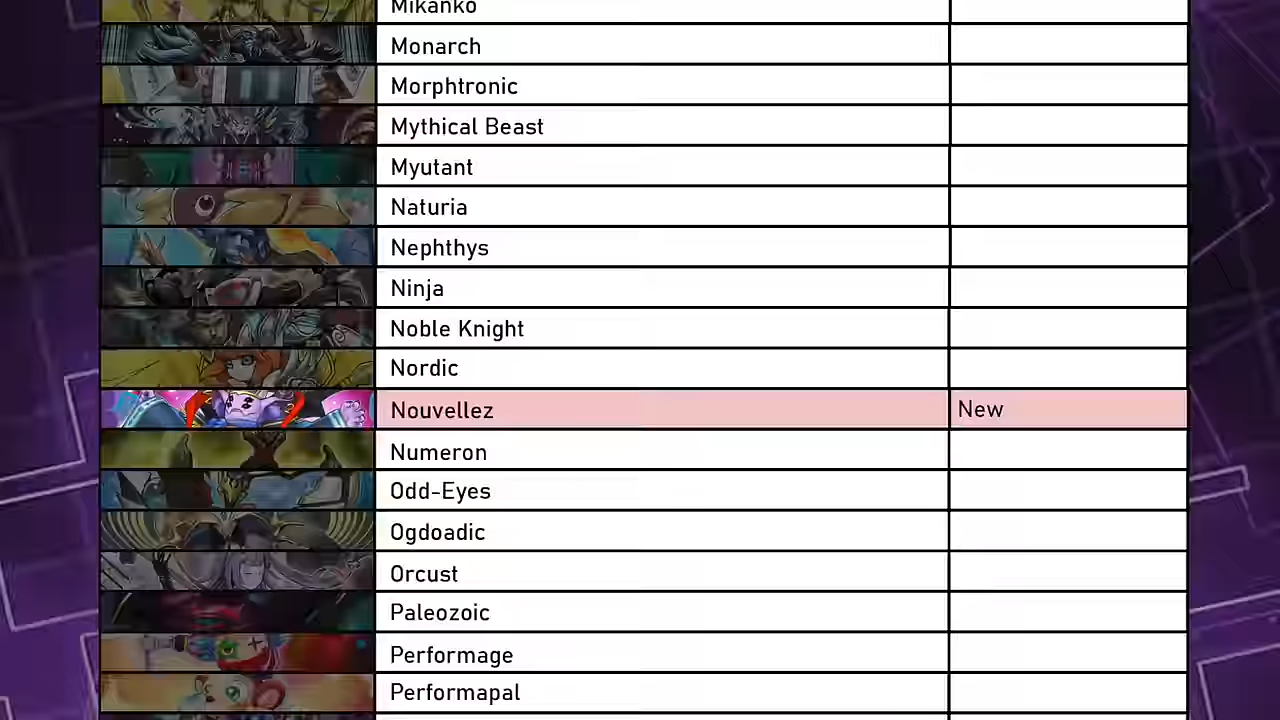 Mikanko
Monarch
Morphtronic
Mythical Beast
Myutant
Naturia
Nephthys
Ninja
Noble Knight
Nordic
Nouvellez New
Numeron
Odd-Eyes
Ogdoadic
Orcust
Paleozoic
Performage
Performapal